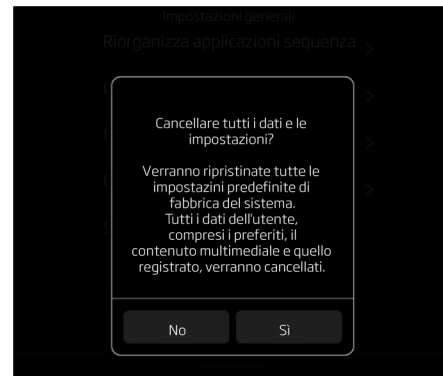 Impostazioni generali
Riorganizza applicazioni sequenza >
Cancellare tutti i dati e le
impostazioni?
Verranno ripristinate tutte le
impostazini predefinite di
fabbrica del sistema.
Tutti i dati dell'utente,
compresi i preferiti, il
contenuto multimediale e quello
registrato, verranno cancellati.
No
Sì